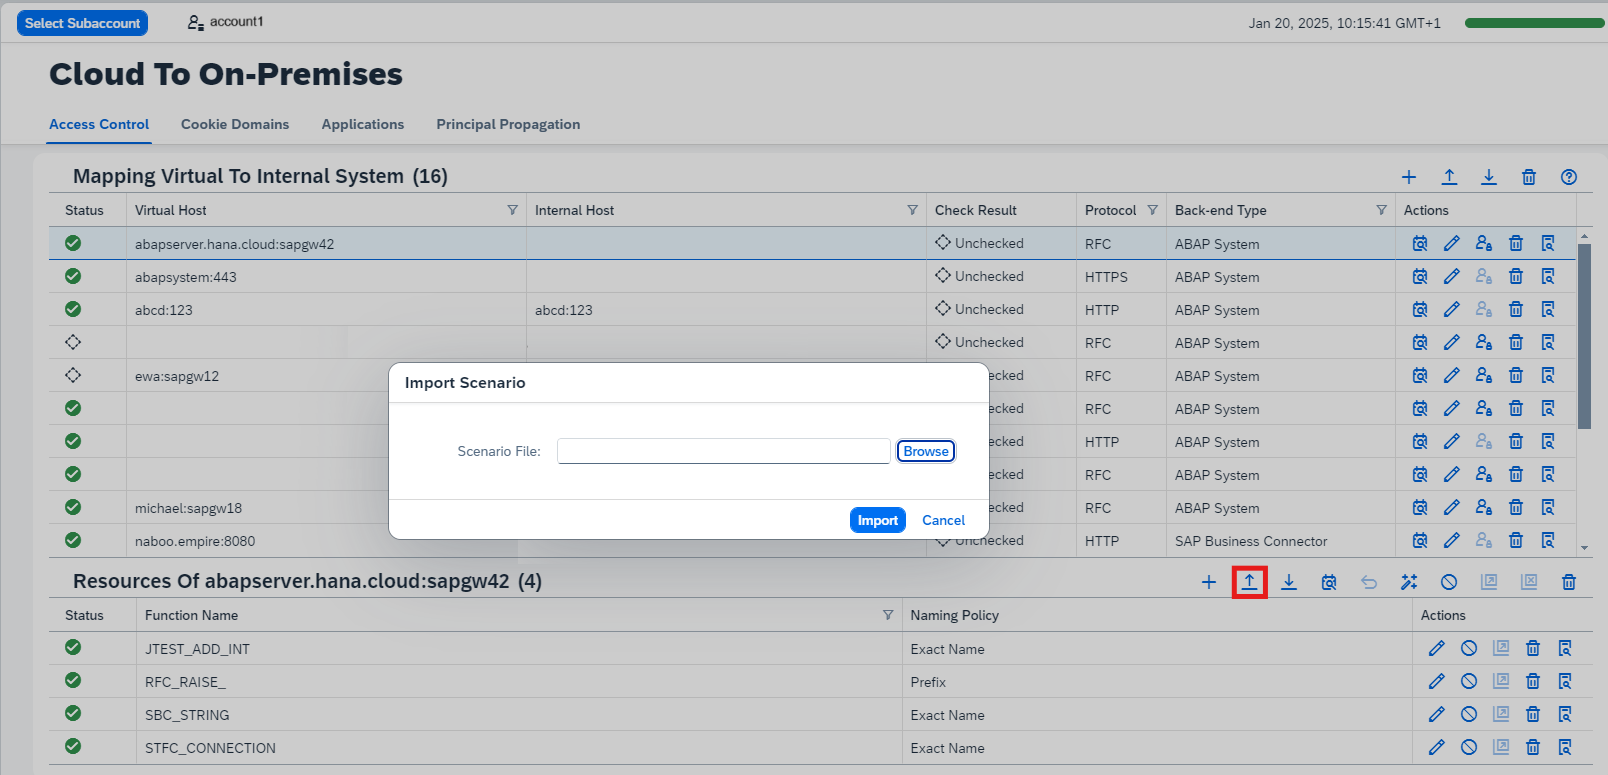 Select Subaccount account1 Jan 20, 2025, 10:15:41 GMT+1
Cloud To On-Premises
Access Control Cookie Domains Applications Principal Propagation
Mapping Virtual To Internal System (16)
Status Virtual Host Internal Host Check Result Protocol Back-end Type Actions
abapserver.hana.cloud:sapgw42 Unchecked RFC ABAP System
abapsystem:443 Unchecked HTTPS ABAP System
abcd:123 abcd:123 Unchecked HTTP ABAP System
Unchecked RFC ABAP System
ewa:sapgw12 ecked RFC ABAP System
ecked RFC ABAP System
ecked HTTP ABAP System
ecked RFC ABAP System
michael:sapgw18 ecked RFC ABAP System
naboo.empire:8080 Unchecked HTTP SAP Business Connector
Import Scenario
Scenario File: Browse
Import Cancel
Resources Of abapserver.hana.cloud:sapgw42 (4)
Status Function Name Naming Policy Actions
JTEST_ADD_INT Exact Name
RFC_RAISE_ Prefix
SBC_STRING Exact Name
STFC_CONNECTION Exact Name